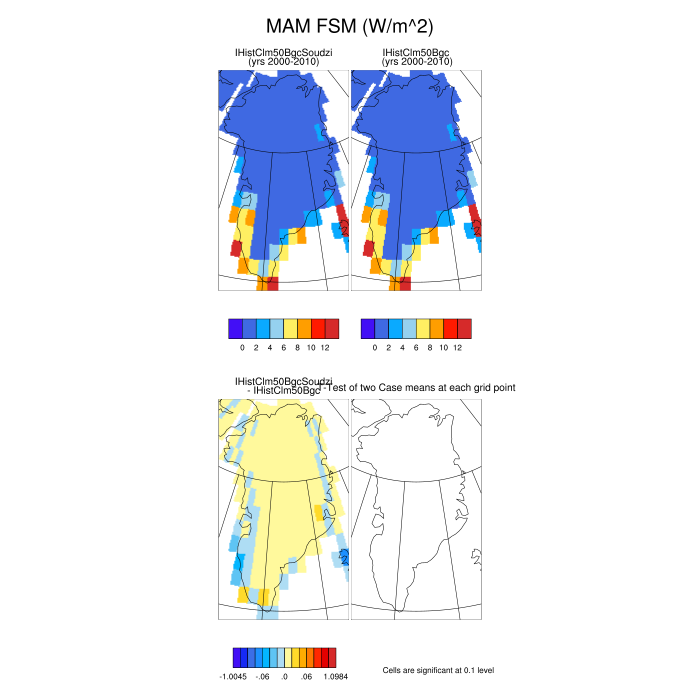 MAM FSM (W/m^2)
IHistClm50BgcSoudzi
(yrs 2000-2010)
IHistClm50Bgc
(yrs 2000-2010)
0 2 4 6 8 10 12
0 2 4 6 8 10 12
IHistClm50BgcSoudzi
- IHistClm50Bgc
T-Test of two Case means at each grid point
-1.0045 -.06 .0 .06 1.0984
Cells are significant at 0.1 level